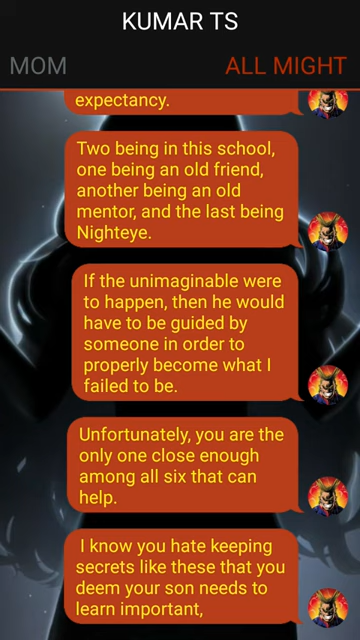 KUMAR TS
MOM
ALL MIGHT
expectancy.
Two being in this school,
one being an old friend,
another being an old
mentor, and the last being
Nighteye.
If the unimaginable were
to happen, then he would
have to be guided by
someone in order to
properly become what I
failed to be.
Unfortunately, you are the
only one close enough
among all six that can
help.
I know you hate keeping
secrets like these that you
deem your son needs to
learn important,